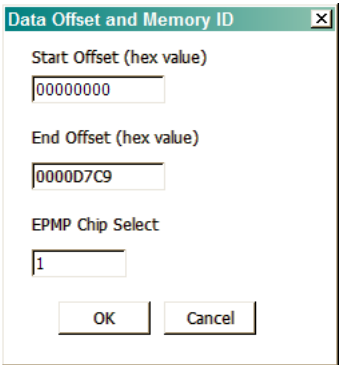 Data Offset and Memory ID
Start Offset (hex value)
00000000
End Offset (hex value)
0000D7C9
EPMP Chip Select
1
OK Cancel